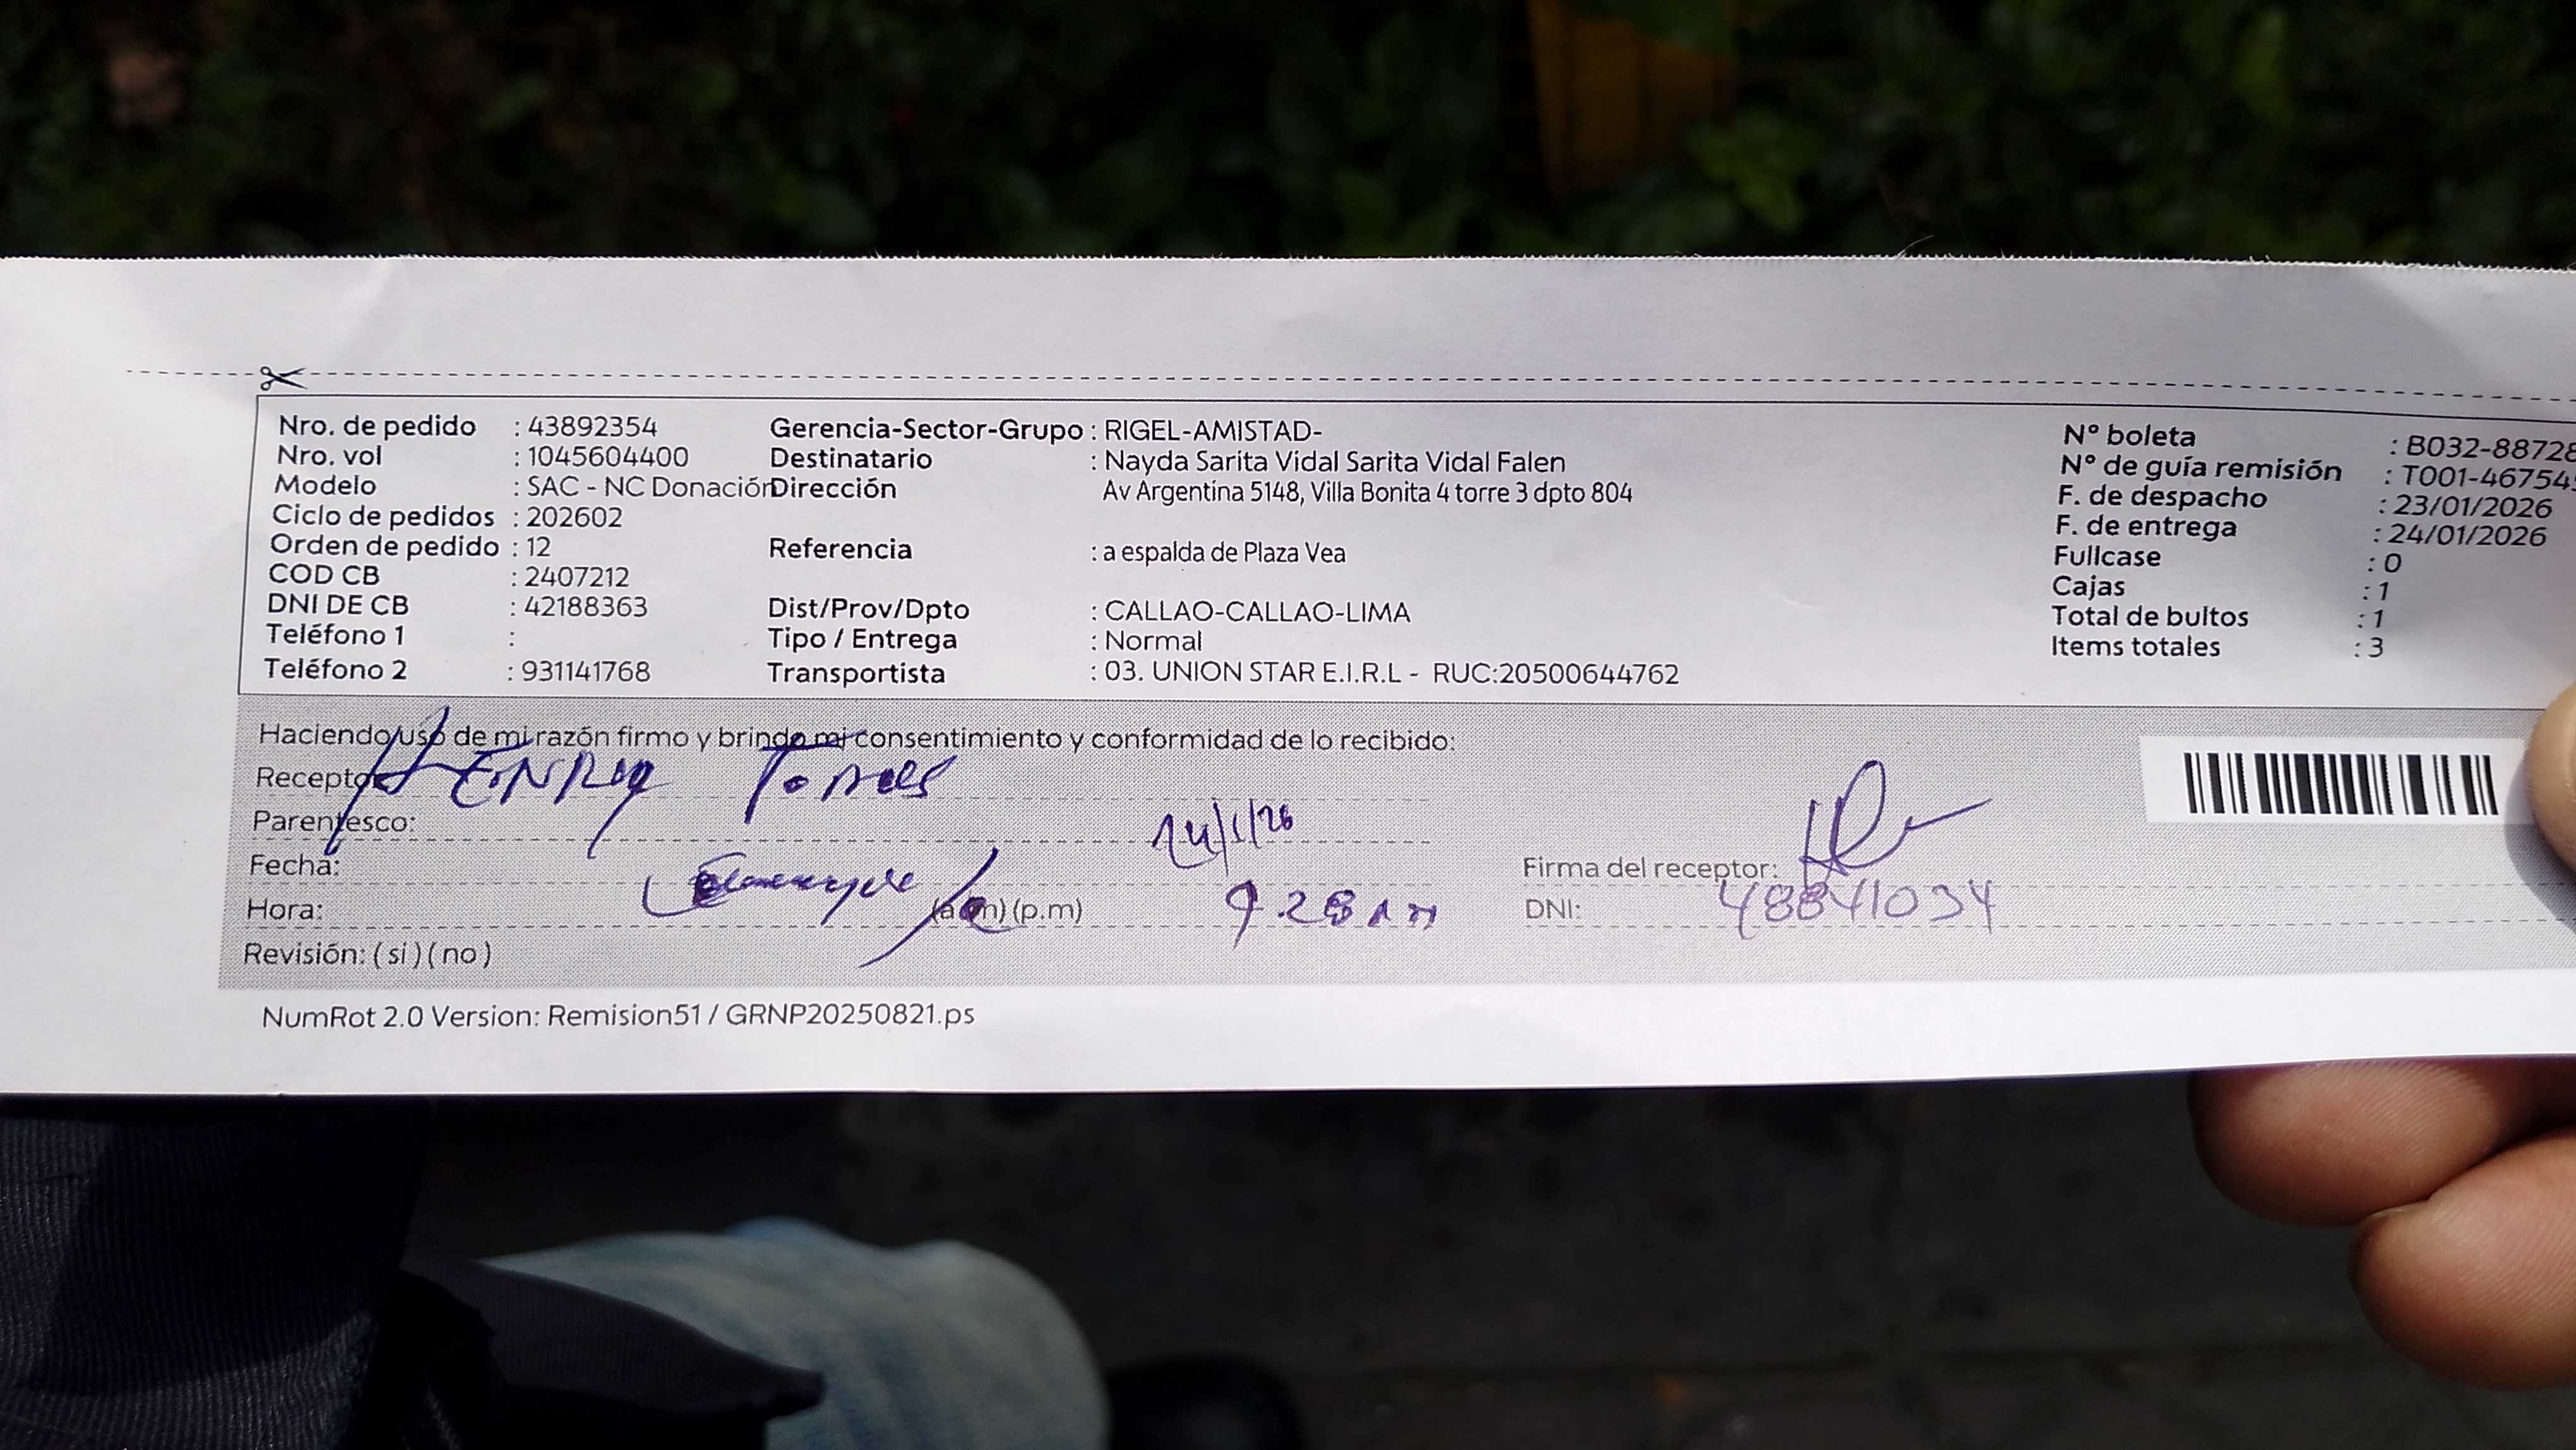 Nro. de pedido : 43892354 Gerencia-Sector-Grupo : RIGEL-AMISTAD- N° boleta : B032-88728
Nro. vol : 1045604400 Destinatario : Nayda Sarita Vidal Sarita Vidal Falen N° de guía remisión : T001-46754
Modelo : SAC - NC Donación Dirección Av Argentina 5148, Villa Bonita 4 torre 3 dpto 804 F. de despacho : 23/01/2026
Ciclo de pedidos : 202602 F. de entrega : 24/01/2026
Orden de pedido : 12 Referencia : a espalda de Plaza Vea Fullcase : 0
COD CB : 2407212 Cajas : 1
DNI DE CB : 42188363 Dist/Prov/Dpto : CALLAO-CALLAO-LIMA Total de bultos : 1
Teléfono 1 : Tipo / Entrega : Normal Items totales : 3
Teléfono 2 : 931141768 Transportista : 03. UNION STAR E.I.R.L - RUC:20500644762
Haciendo uso de mi razón firmo y brindo mi consentimiento y conformidad de lo recibido:
Receptor: HENRRY Torres
Parentesco: 24/1/26
Fecha: Firma del receptor:
Hora: (a.m) (p.m) 9.28 AM DNI: 48841034
Revisión: ( si ) ( no )
NumRot 2.0 Version: Remision51 / GRNP20250821.ps